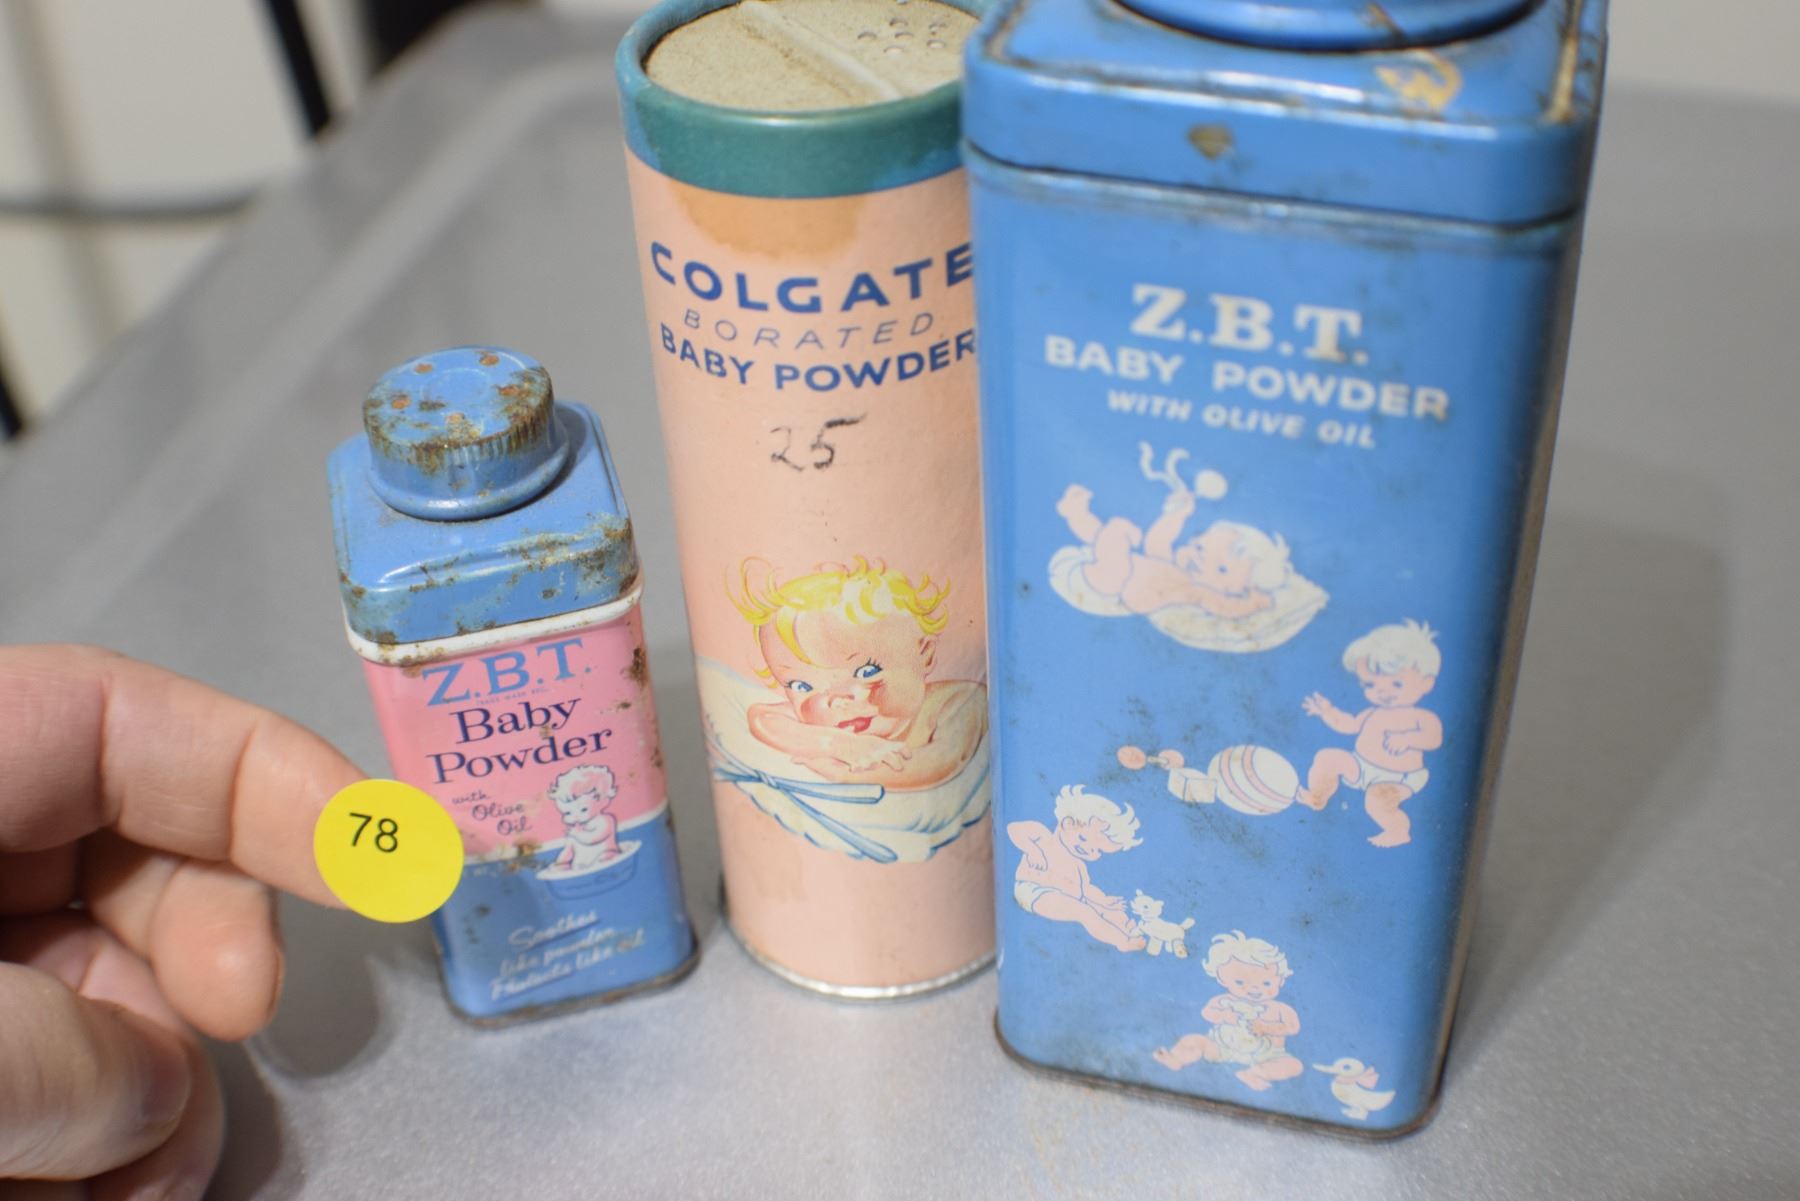 COLGATE
BORATED
BABY POWDER
25
Z.B.T.
BABY POWDER
WITH OLIVE OIL
Z.B.T.
Baby
Powder
with
Olive
Oil
Soothes
like powder
Protects like oil
78